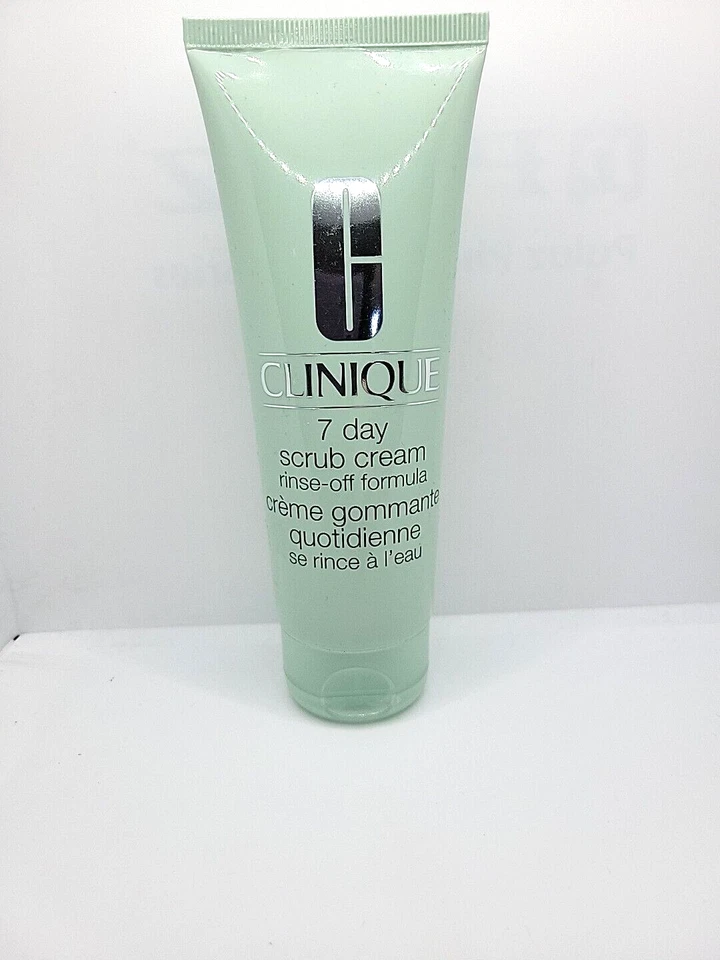 C
CLINIQUE
7 day
scrub cream
rinse-off formula
crème gommante
quotidienne
se rince à l'eau